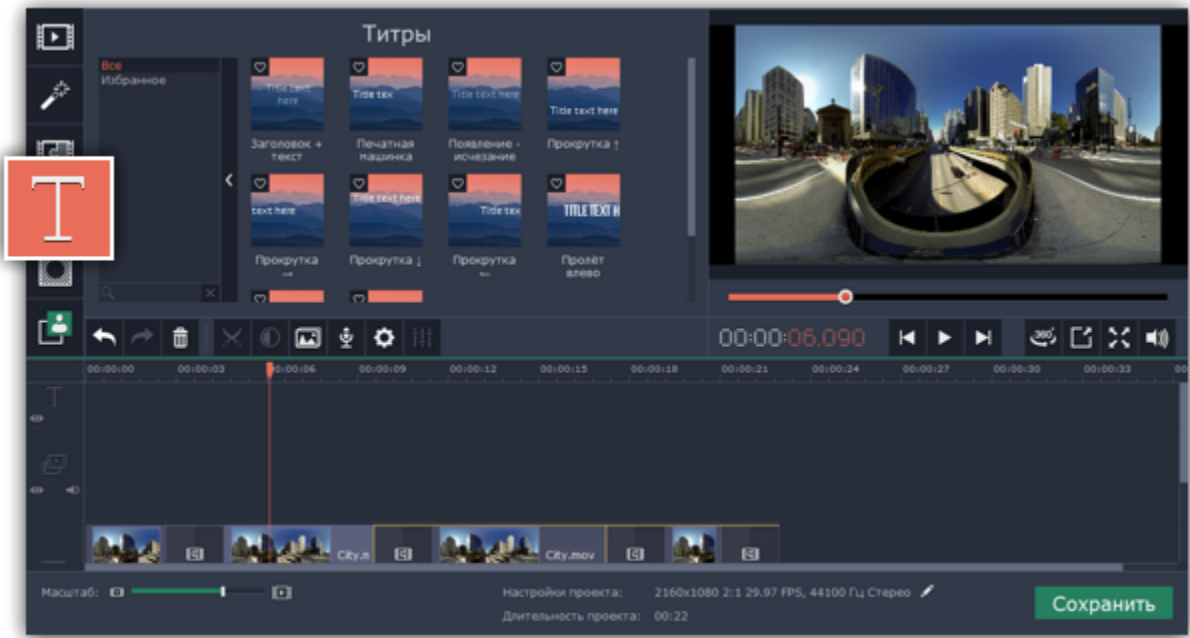 Титры
Все
Избранное
Title text
here
Title tex
Title text here
Title text here
Заголовок +
текст
Печатная
машинка
Появление -
исчезание
Прокрутка ↑
T
text here
Title text here
Title tex
TITLE TEXT H
Прокрутка
→
Прокрутка ↓
Прокрутка
←
Пролёт
влево
00:00:06.090
360°
00:00:00 00:00:03 00:00:06 00:00:09 00:00:12 00:00:15 00:00:18 00:00:21 00:00:24 00:00:27 00:00:30 00:00:33 00
T
City.m
City.mov
Масштаб:
Настройки проекта: 2160x1080 2:1 29.97 FPS, 44100 Гц Стерео
Длительность проекта: 00:22
Сохранить